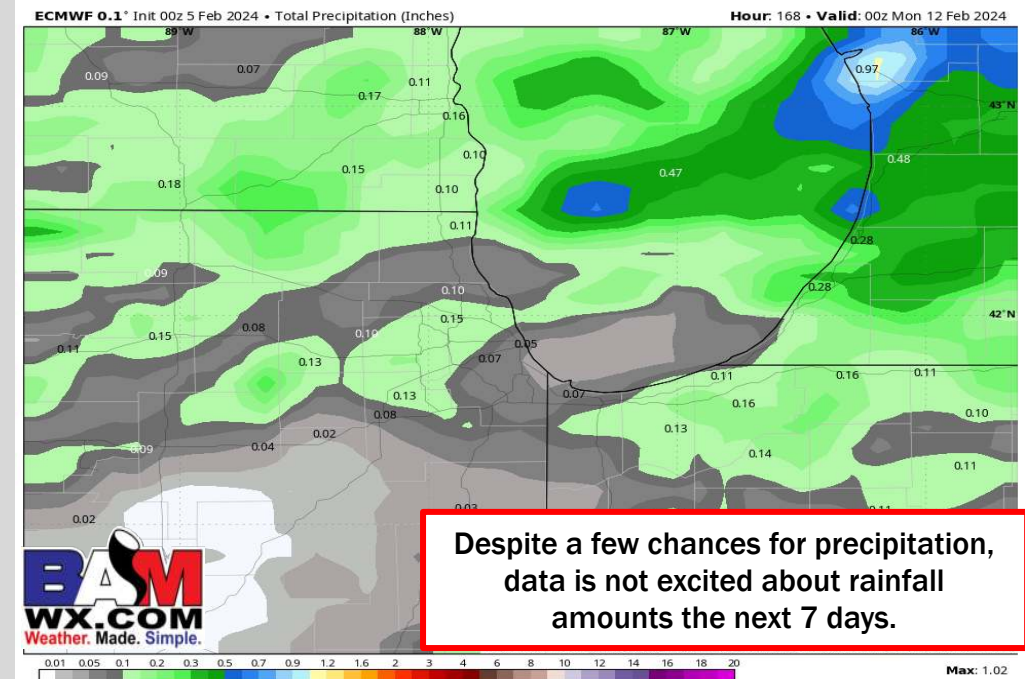 ECMWF 0.1° Init 00z 5 Feb 2024 • Total Precipitation (Inches)
Hour: 168 • Valid: 00z Mon 12 Feb 2024
89°W 88°W 87°W 86°W
0.09 0.07 0.11 0.97
0.17
43°N
0.16
0.10 0.48
0.15 0.47
0.18 0.10
0.11
0.28
0.09
0.10 0.28
0.15 42°N
0.08 0.10
0.11 0.15 0.05
0.13 0.07
0.11 0.16 0.11
0.13 0.07
0.16
0.08 0.10
0.02 0.13
0.09 0.04 0.14
0.11
0.03 0.11
0.02
Despite a few chances for precipitation,
data is not excited about rainfall
amounts the next 7 days.
BAM
WX.COM
Weather. Made. Simple.
0.01 0.05 0.1 0.2 0.3 0.5 0.7 0.9 1.2 1.6 2 3 4 6 8 10 12 14 16 18 20
Max: 1.02